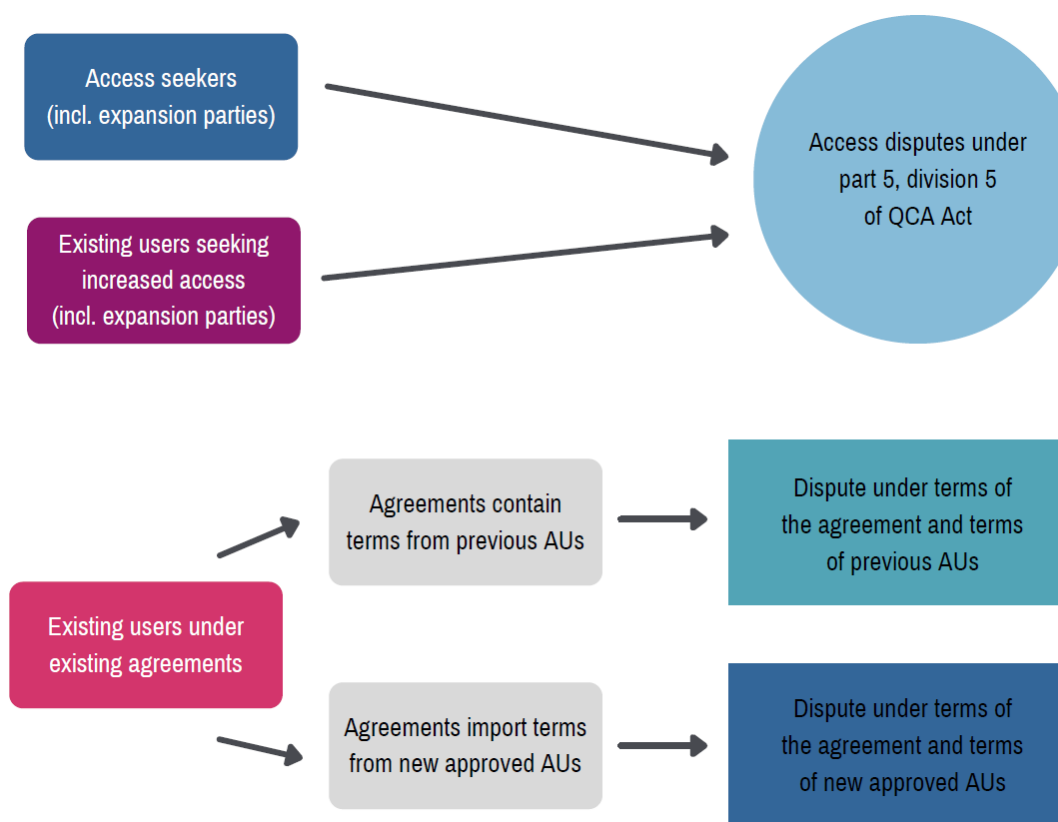 Access seekers
(incl. expansion parties)
Access disputes under
part 5, division 5
of QCA Act
Existing users seeking
increased access
(incl. expansion parties)
Agreements contain
terms from previous AUs
Dispute under terms of
the agreement and terms
of previous AUs
Existing users under
existing agreements
Agreements import terms
from new approved AUs
Dispute under terms of
the agreement and terms
of new approved AUs